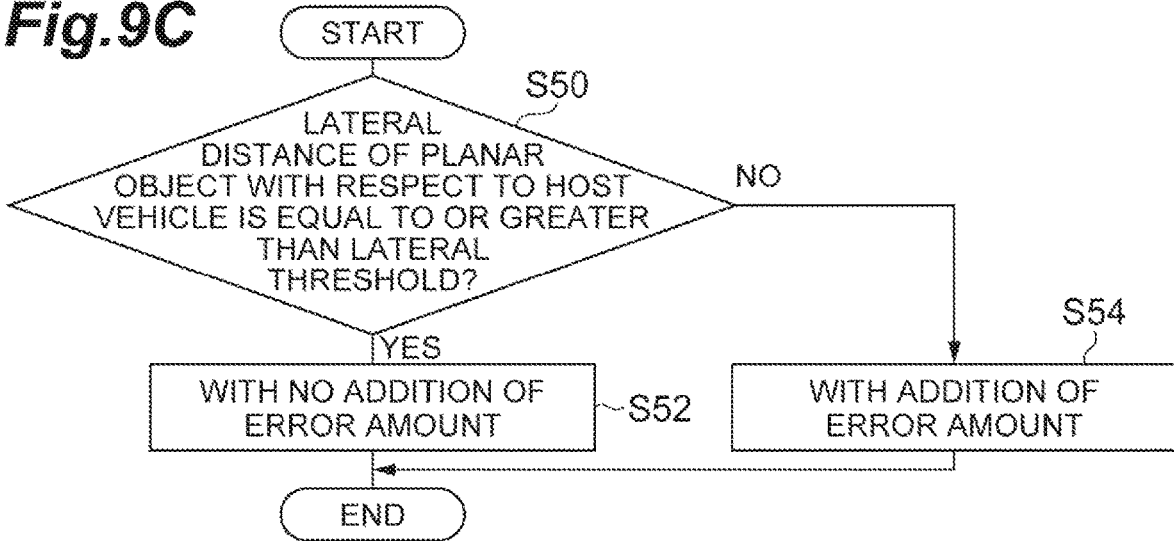 Fig.9C
START
S50
LATERAL
DISTANCE OF PLANAR
OBJECT WITH RESPECT TO HOST
VEHICLE IS EQUAL TO OR GREATER
THAN LATERAL
THRESHOLD?
NO
YES
S54
WITH NO ADDITION OF
ERROR AMOUNT
S52
WITH ADDITION OF
ERROR AMOUNT
END